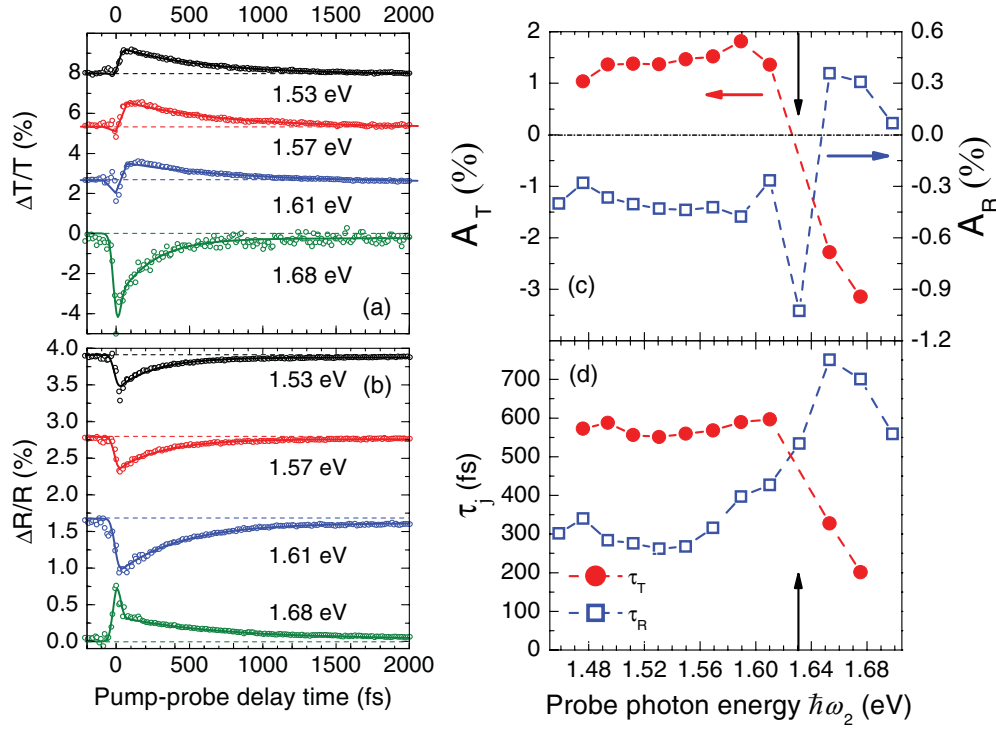 0 500 1000 1500 2000
8
6
4
2
0
-2
-4
ΔT/T (%)
1.53 eV
1.57 eV
1.61 eV
1.68 eV
(a)
4.0
3.5
3.0
2.5
2.0
1.5
1.0
0.5
0.0
ΔR/R (%)
(b)
1.53 eV
1.57 eV
1.61 eV
1.68 eV
0 500 1000 1500 2000
Pump-probe delay time (fs)
2
1
0
-1
-2
-3
A_T (%)
(c)
0.6
0.3
0.0
-0.3
-0.6
-0.9
-1.2
A_R (%)
700
600
500
400
300
200
100
0
τ_j (fs)
(d)
τ_T
τ_R
1.48 1.52 1.56 1.60 1.64 1.68
Probe photon energy ħω₂ (eV)